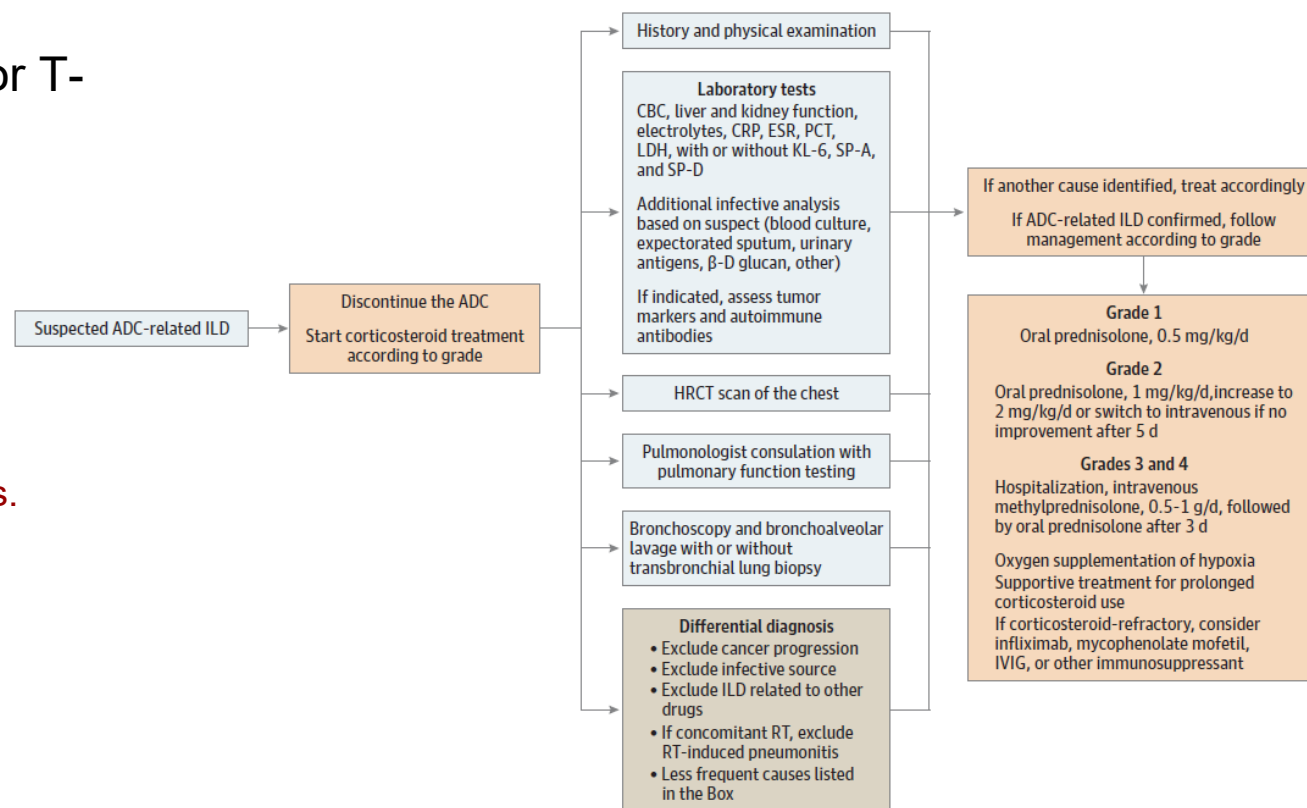 or T-
s.
Suspected ADC-related ILD
Discontinue the ADC
Start corticosteroid treatment
according to grade
History and physical examination
Laboratory tests
CBC, liver and kidney function,
electrolytes, CRP, ESR, PCT,
LDH, with or without KL-6, SP-A,
and SP-D
Additional infective analysis
based on suspect (blood culture,
expectorated sputum, urinary
antigens, β-D glucan, other)
If indicated, assess tumor
markers and autoimmune
antibodies
HRCT scan of the chest
Pulmonologist consulation with
pulmonary function testing
Bronchoscopy and bronchoalveolar
lavage with or without
transbronchial lung biopsy
Differential diagnosis
• Exclude cancer progression
• Exclude infective source
• Exclude ILD related to other
drugs
• If concomitant RT, exclude
RT-induced pneumonitis
• Less frequent causes listed
in the Box
If another cause identified, treat accordingly
If ADC-related ILD confirmed, follow
management according to grade
Grade 1
Oral prednisolone, 0.5 mg/kg/d
Grade 2
Oral prednisolone, 1 mg/kg/d,increase to
2 mg/kg/d or switch to intravenous if no
improvement after 5 d
Grades 3 and 4
Hospitalization, intravenous
methylprednisolone, 0.5-1 g/d, followed
by oral prednisolone after 3 d
Oxygen supplementation of hypoxia
Supportive treatment for prolonged
corticosteroid use
If corticosteroid-refractory, consider
infliximab, mycophenolate mofetil,
IVIG, or other immunosuppressant